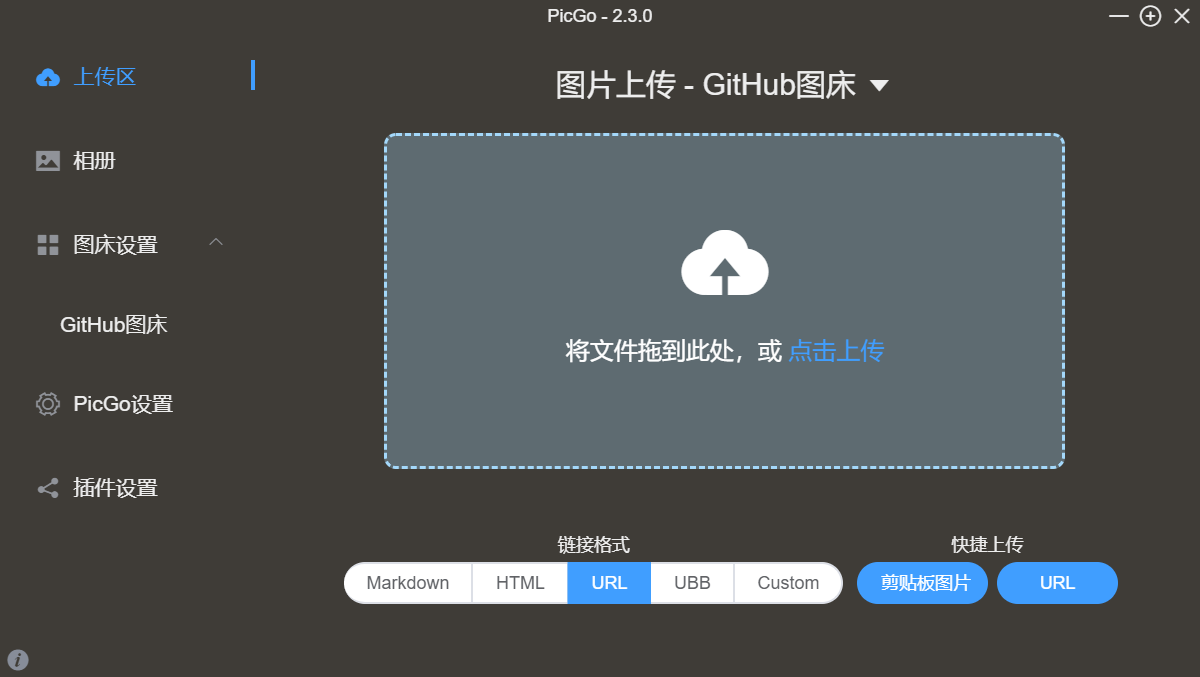 PicGo - 2.3.0
上传区
相册
图床设置
GitHub图床
PicGo设置
插件设置
图片上传 - GitHub图床
将文件拖到此处，或 点击上传
链接格式
Markdown HTML URL UBB Custom
快捷上传
剪贴板图片 URL
i